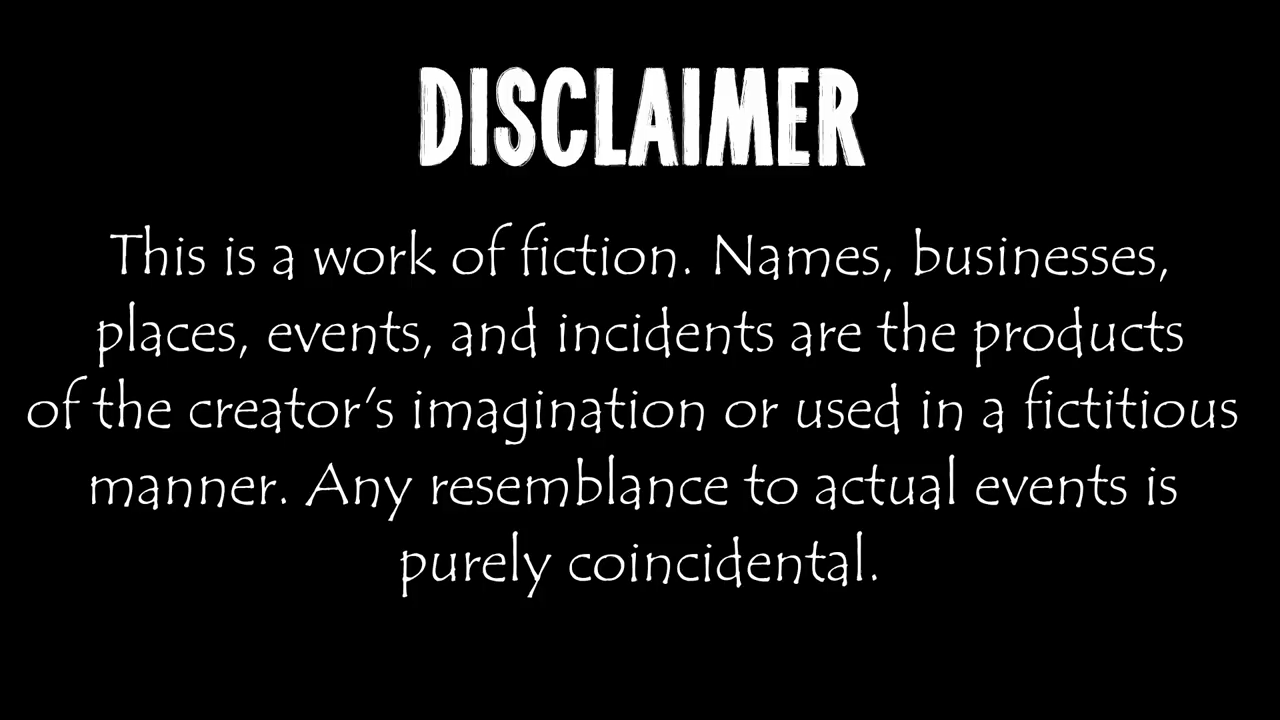 DISCLAIMER
This is a work of fiction. Names, businesses,
places, events, and incidents are the products
of the creator’s imagination or used in a fictitious
manner. Any resemblance to actual events is
purely coincidental.